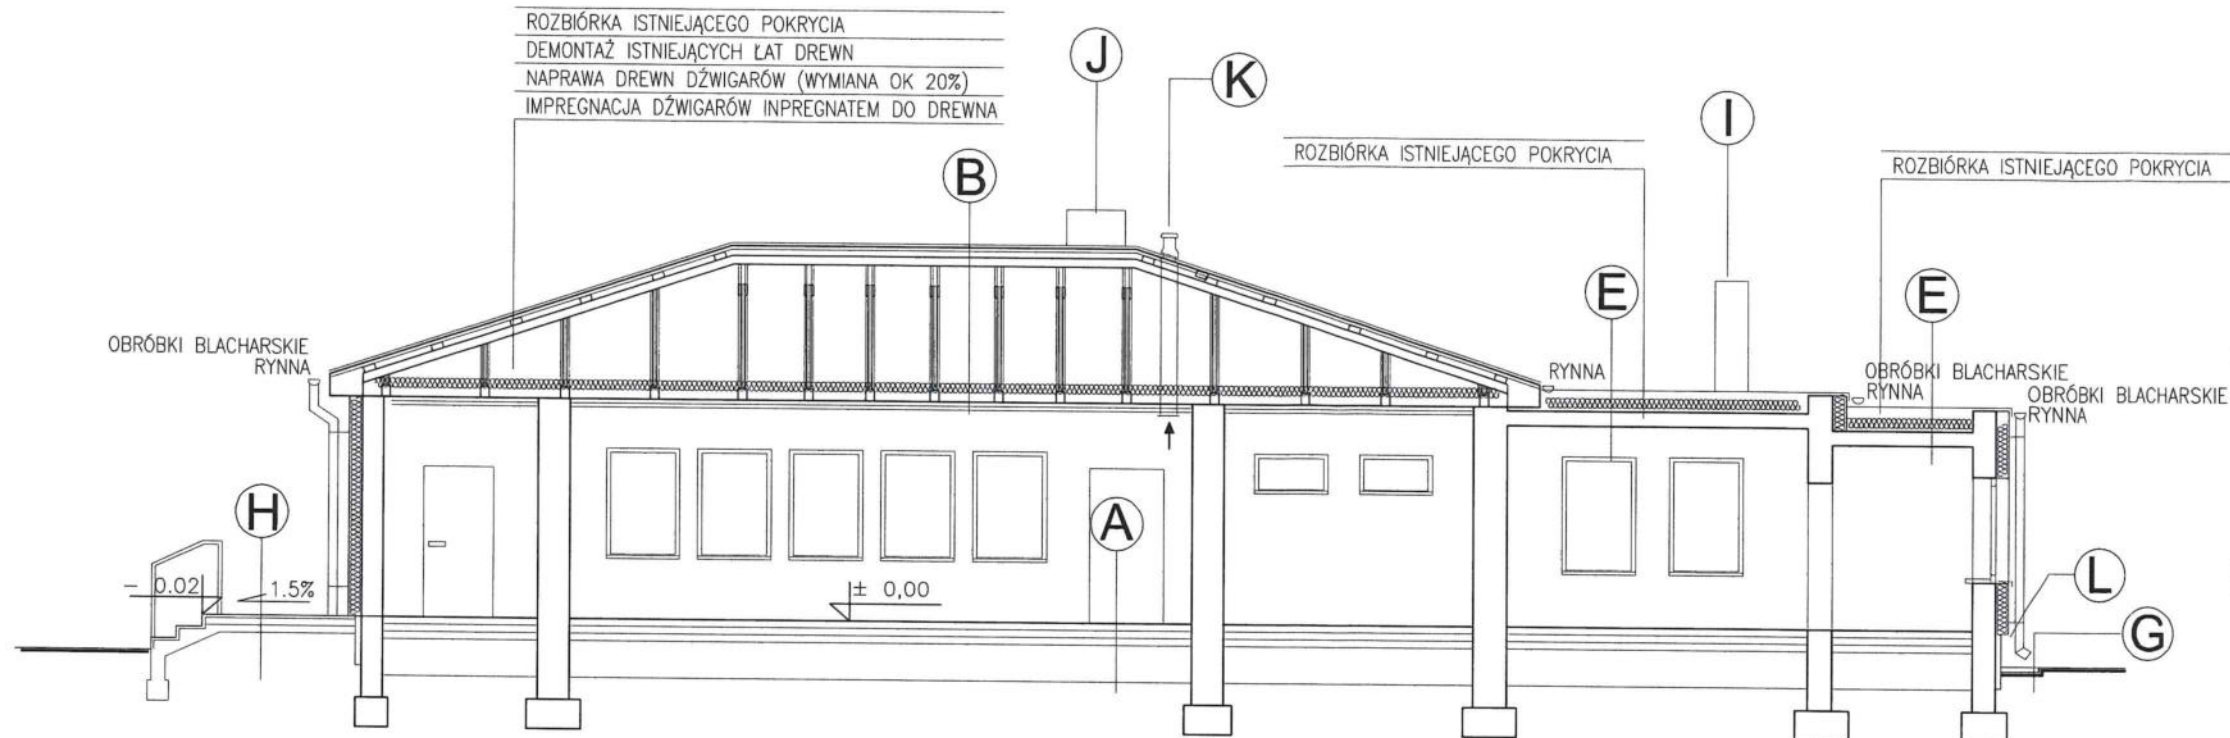 ROZBIÓRKA ISTNIEJĄCEGO POKRYCIA
DEMONTAŻ ISTNIEJĄCYCH ŁAT DREWN
NAPRAWA DREWN DŹWIGARÓW (WYMIANA OK 20%)
IMPREGNACJA DŹWIGARÓW INPREGNATEM DO DREWNA
J
K
I
ROZBIÓRKA ISTNIEJĄCEGO POKRYCIA
ROZBIÓRKA ISTNIEJĄCEGO POKRYCIA
B
E
E
OBRÓBKI BLACHARSKIE
RYNNA
RYNNA
OBRÓBKI BLACHARSKIE
RYNNA
OBRÓBKI BLACHARSKIE
RYNNA
H
A
- 0.02
1.5%
± 0,00
L
G